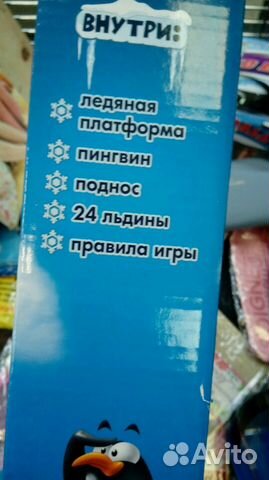 ВНУТРИ:
ледяная
платформа
пингвин
поднос
24 льдины
правила игры
Avito